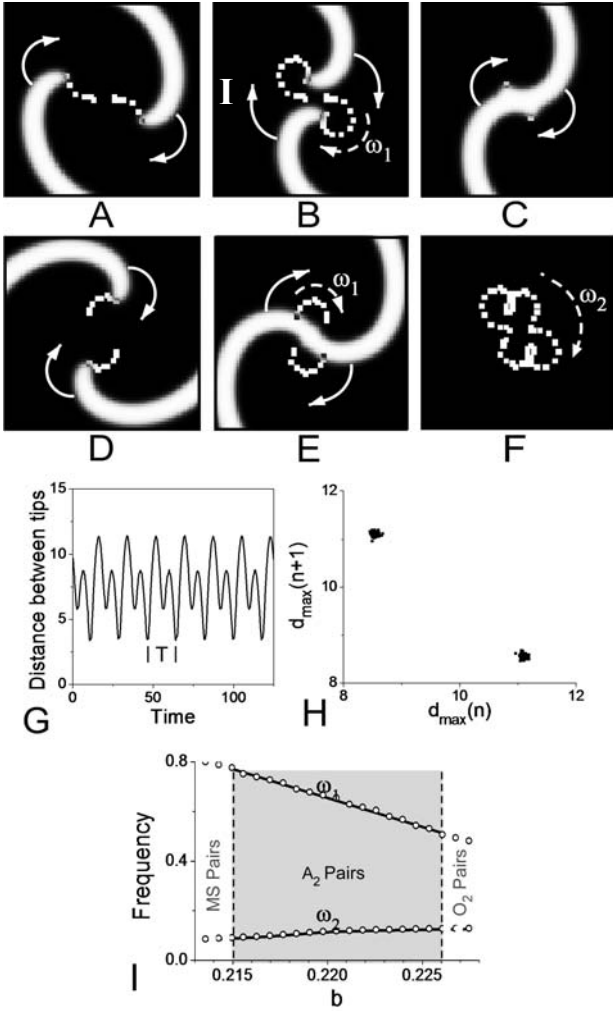 I
ω1
A
B
C
ω1
ω2
D
E
F
15
10
5
0
Distance between tips
T
0
50
100
Time
G
12
10
8
dmax(n+1)
8
10
12
dmax(n)
H
0.8
0.4
0.0
Frequency
MS Pairs
ω1
A2 Pairs
ω2
O2 Pairs
0.215
0.220
0.225
b
I